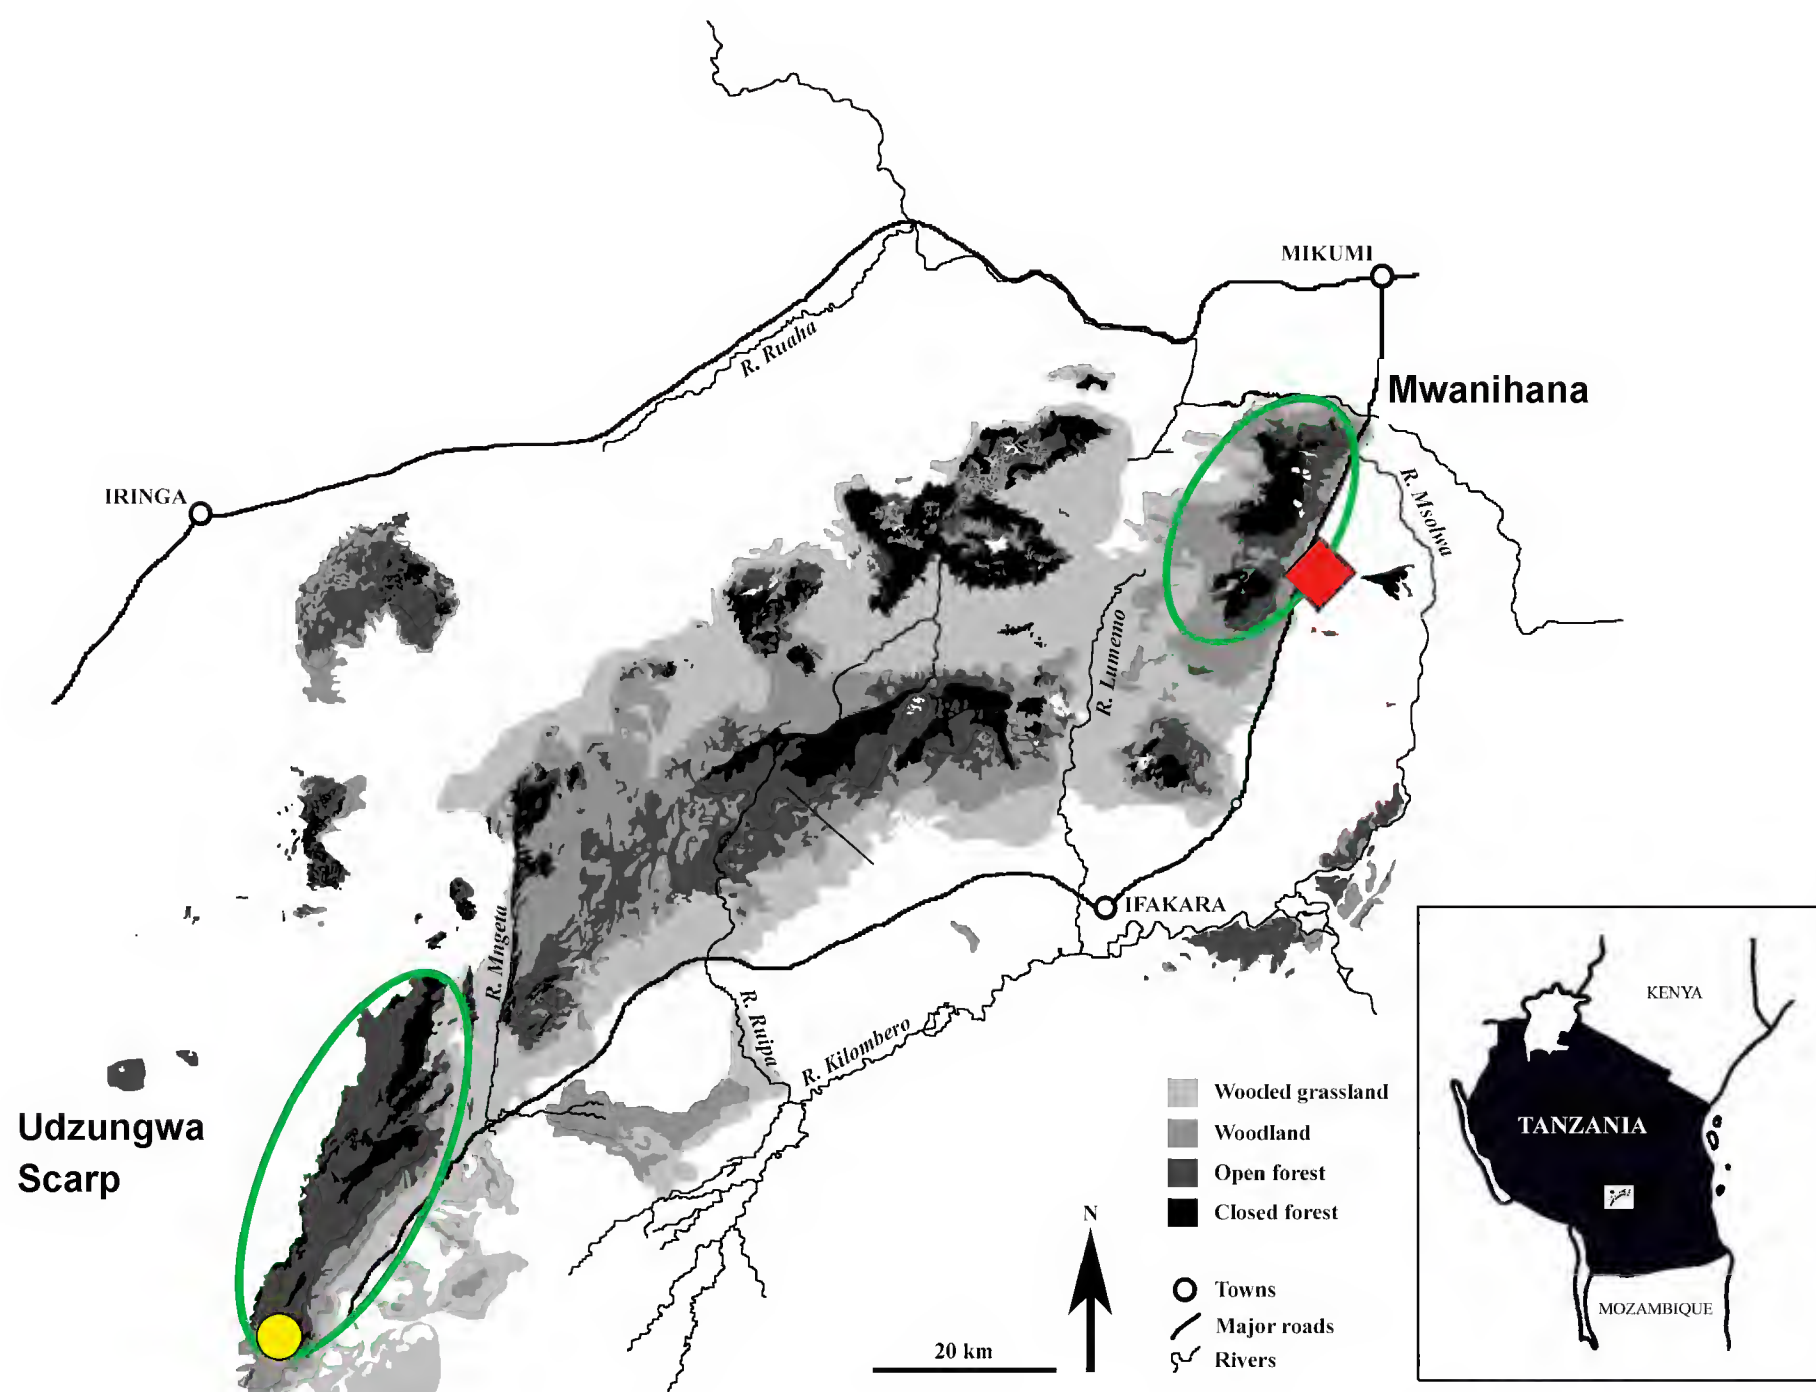 MIKUMI
R. Ruaha
Mwanihana
IRINGA
R. Msolwa
R. Lumemo
IFAKARA
R. Mngeta
R. Ruipa
R. Kilombero
Udzungwa
Scarp
Wooded grassland
Woodland
Open forest
Closed forest
N
Towns
Major roads
Rivers
20 km
KENYA
TANZANIA
MOZAMBIQUE